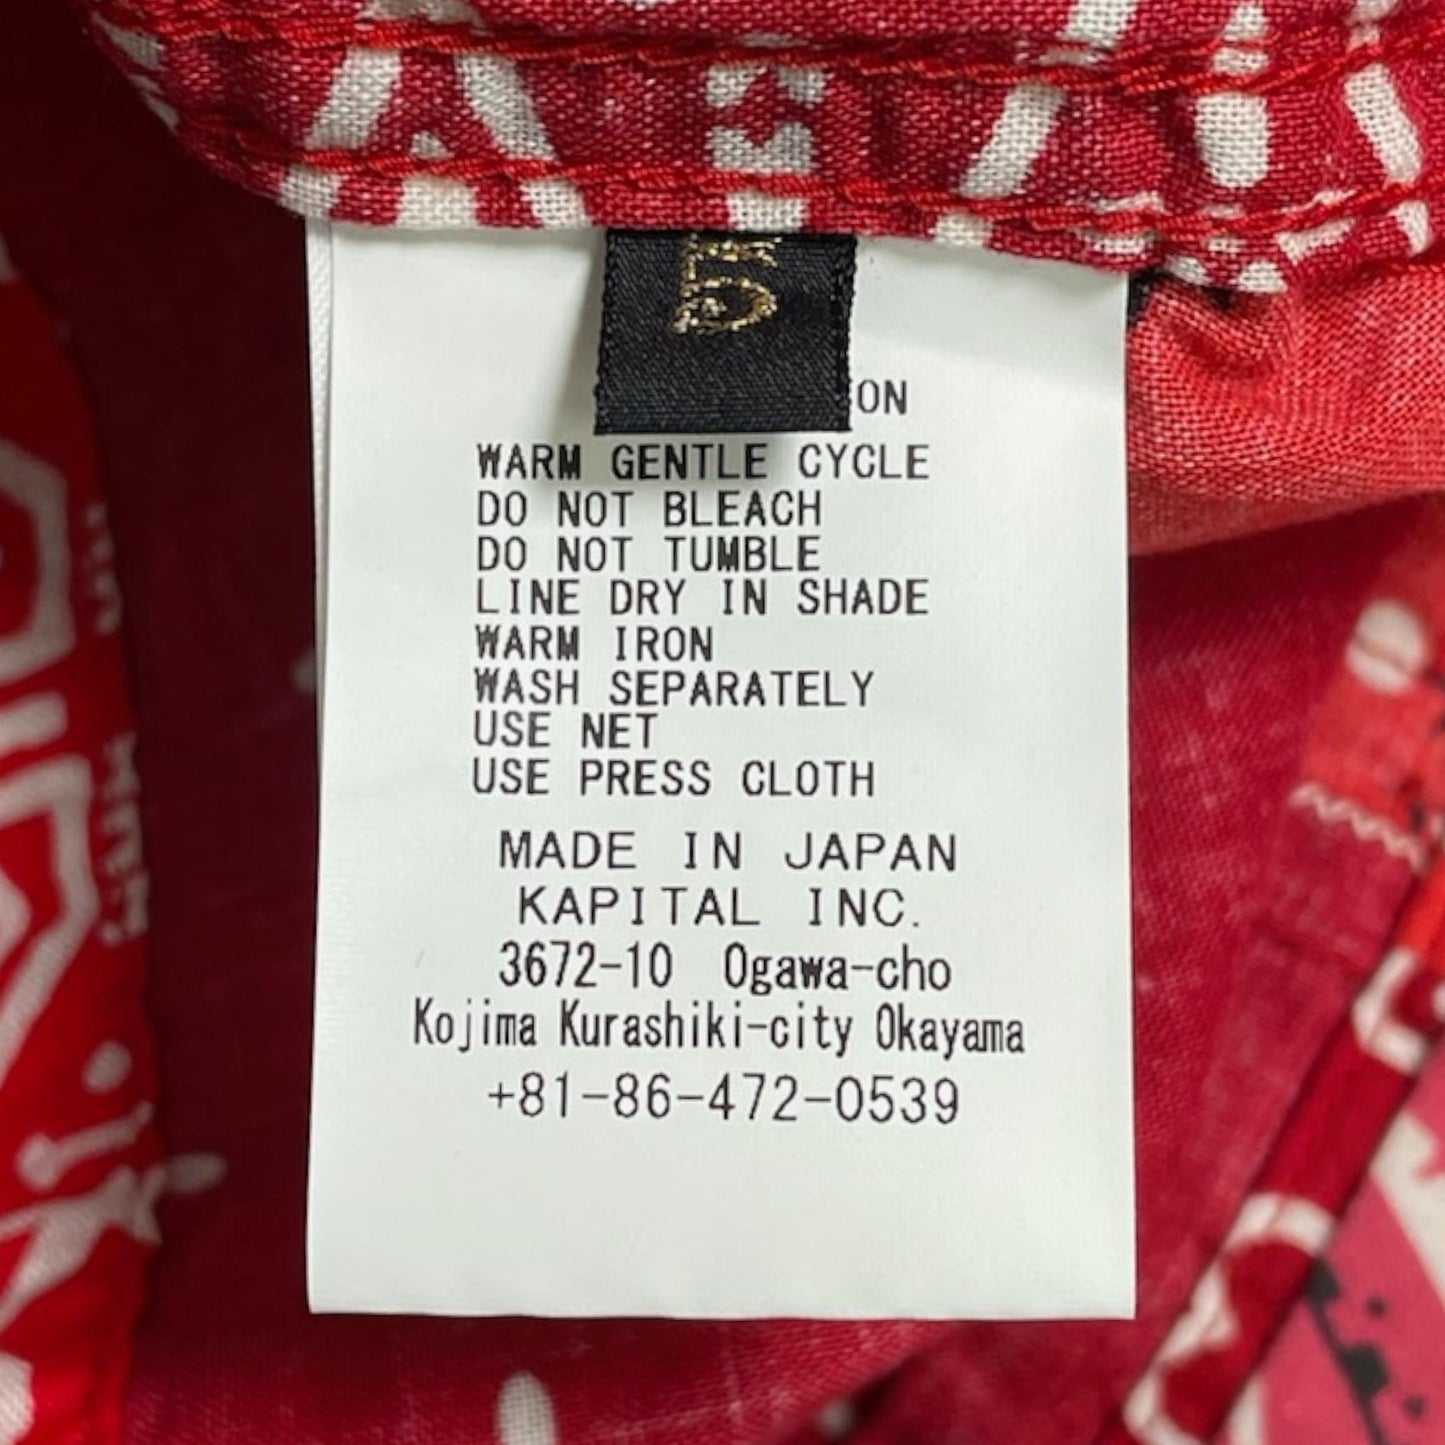 WARM GENTLE CYCLE
DO NOT BLEACH
DO NOT TUMBLE
LINE DRY IN SHADE
WARM IRON
WASH SEPARATELY
USE NET
USE PRESS CLOTH
MADE IN JAPAN
KAPITAL INC.
3672-10 Ogawa-cho
Kojima Kurashiki-city Okayama
+81-86-472-0539